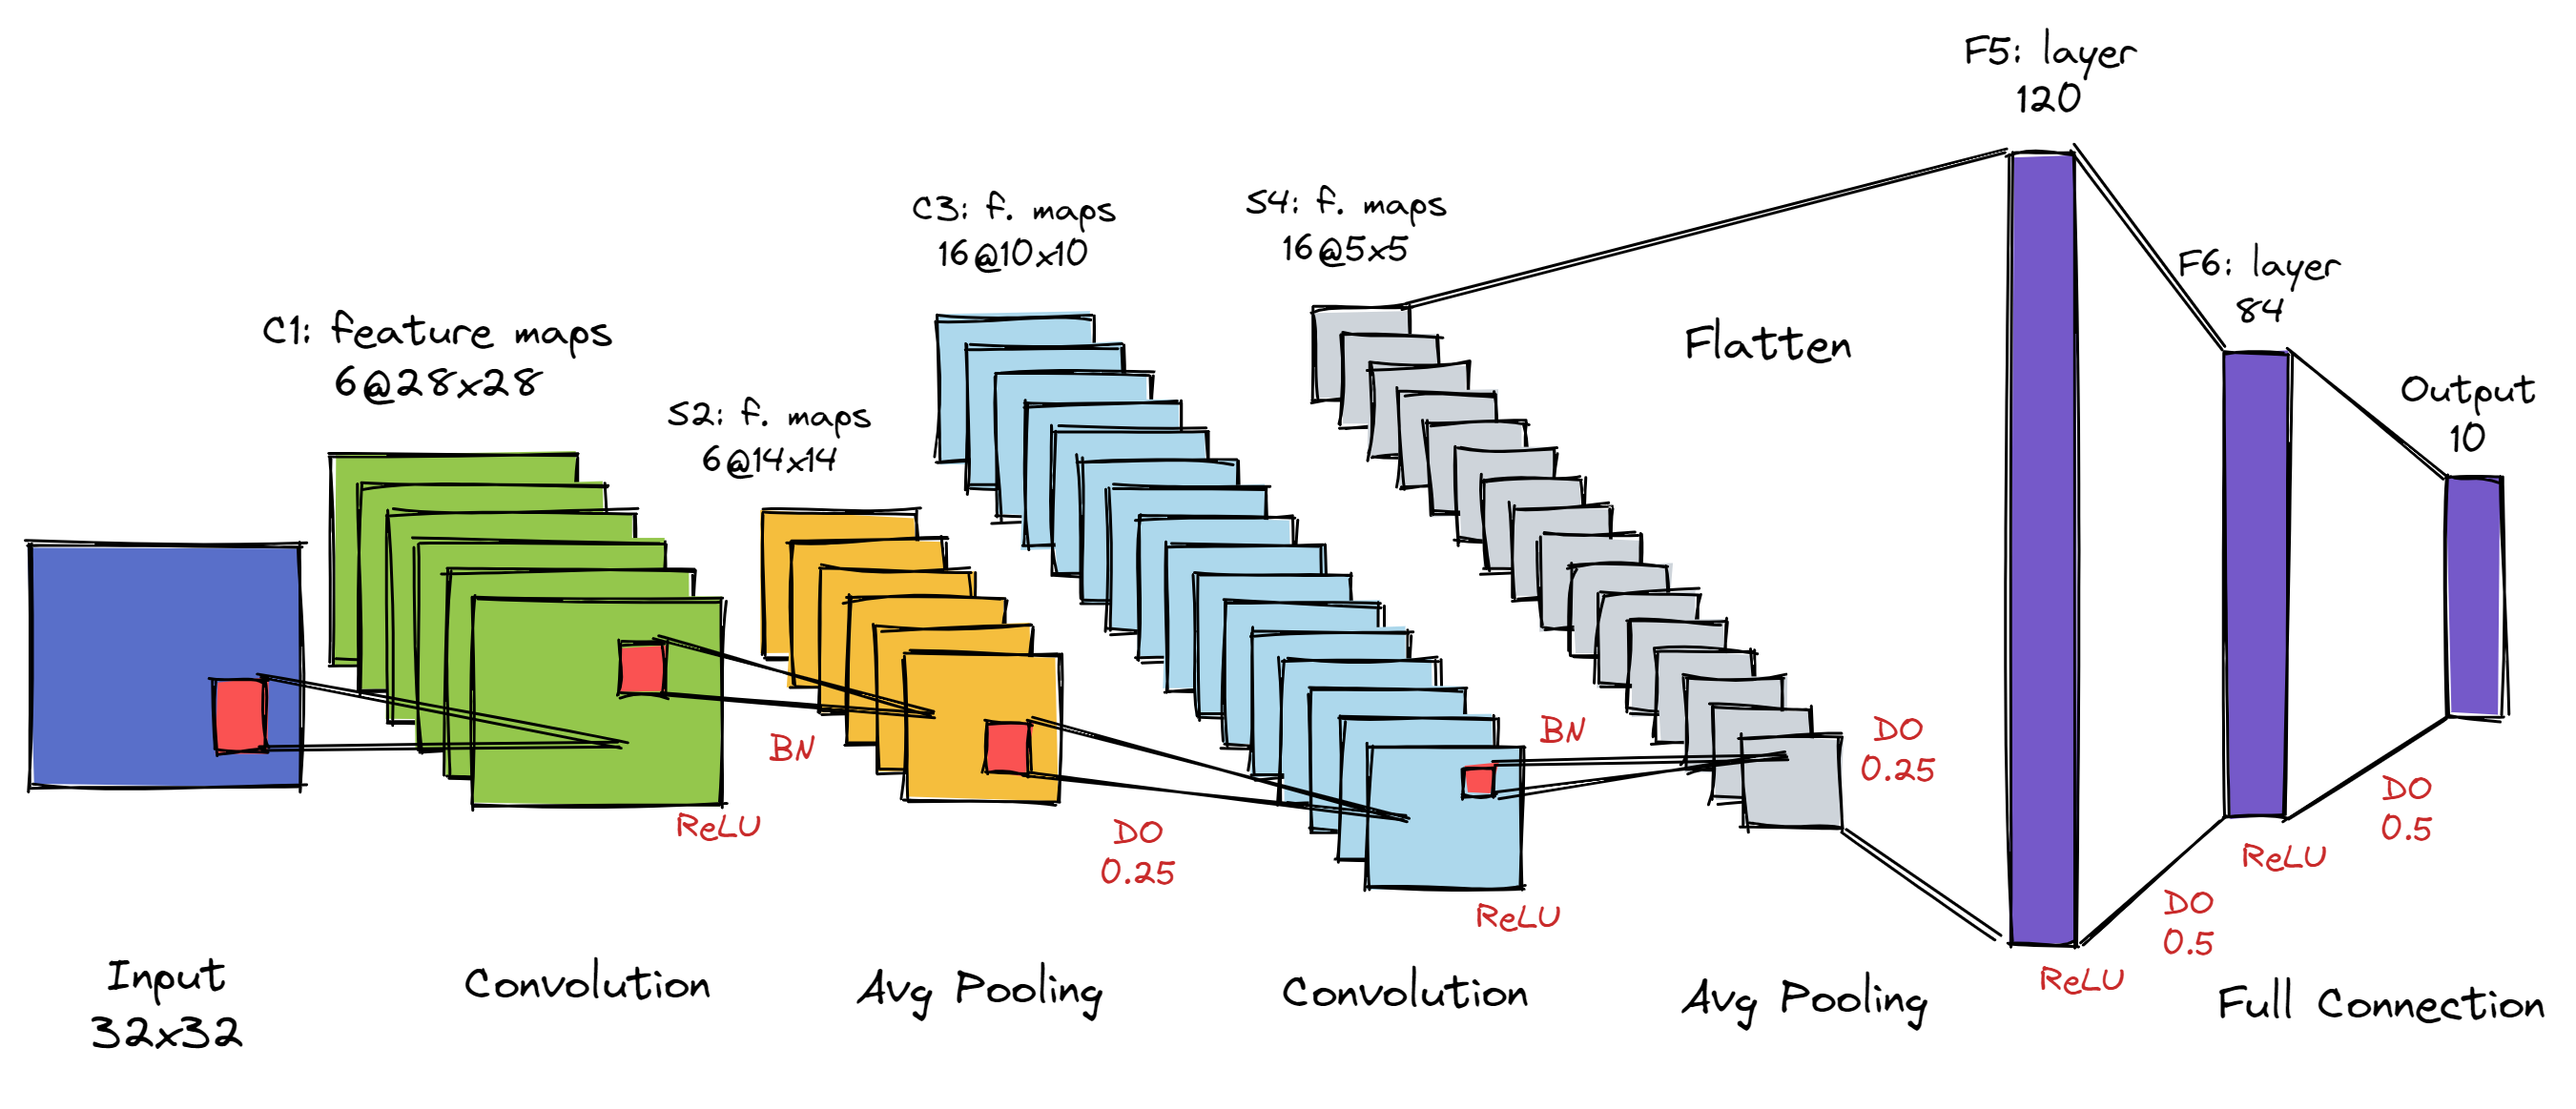 F5: layer
120
C3: f. maps
16@10x10
S4: f. maps
16@5x5
F6: layer
84
C1: feature maps
6@28x28
Flatten
Output
10
S2: f. maps
6@14x14
BN
BN
DO
0.25
ReLU
DO
0.25
DO
0.5
ReLU
ReLU
DO
0.5
ReLU
Input
32x32
Convolution
Avg Pooling
Convolution
Avg Pooling
Full Connection